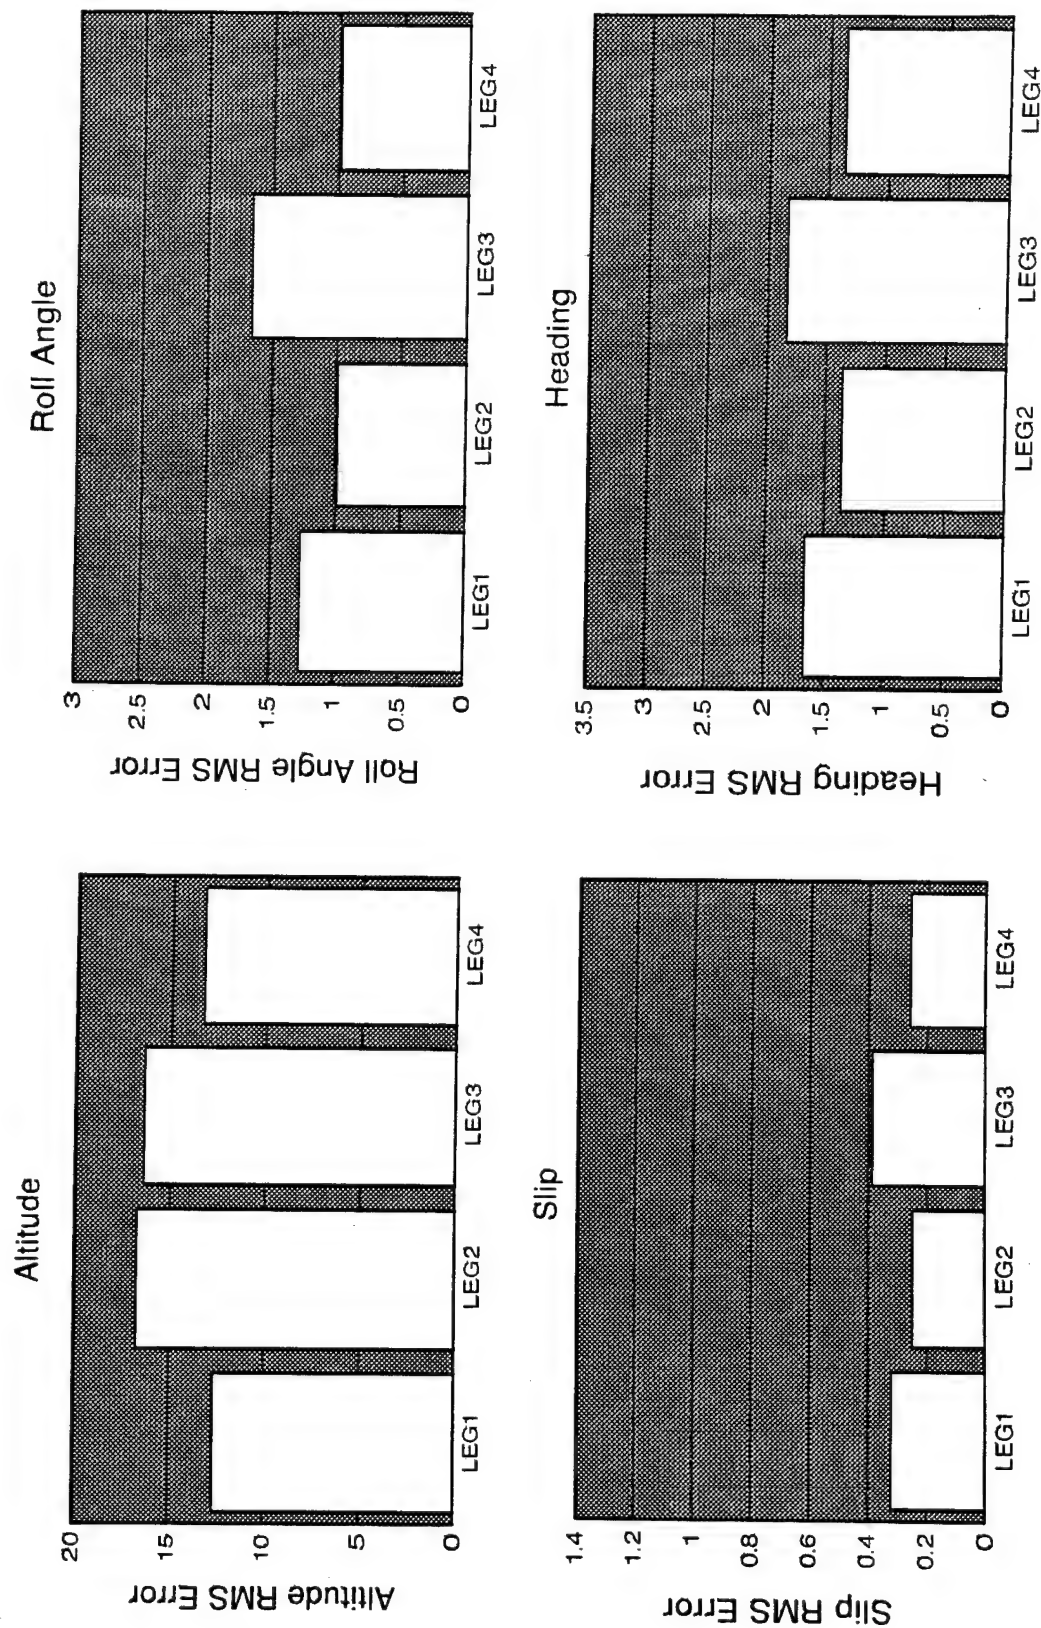 Altitude
Altitude RMS Error
20
15
10
5
0
LEG1 LEG2 LEG3 LEG4
Roll Angle
Roll Angle RMS Error
3
2.5
2
1.5
1
0.5
0
LEG1 LEG2 LEG3 LEG4
Slip
Slip RMS Error
1.4
1.2
1
0.8
0.6
0.4
0.2
0
LEG1 LEG2 LEG3 LEG4
Heading
Heading RMS Error
3.5
3
2.5
2
1.5
1
0.5
0
LEG1 LEG2 LEG3 LEG4